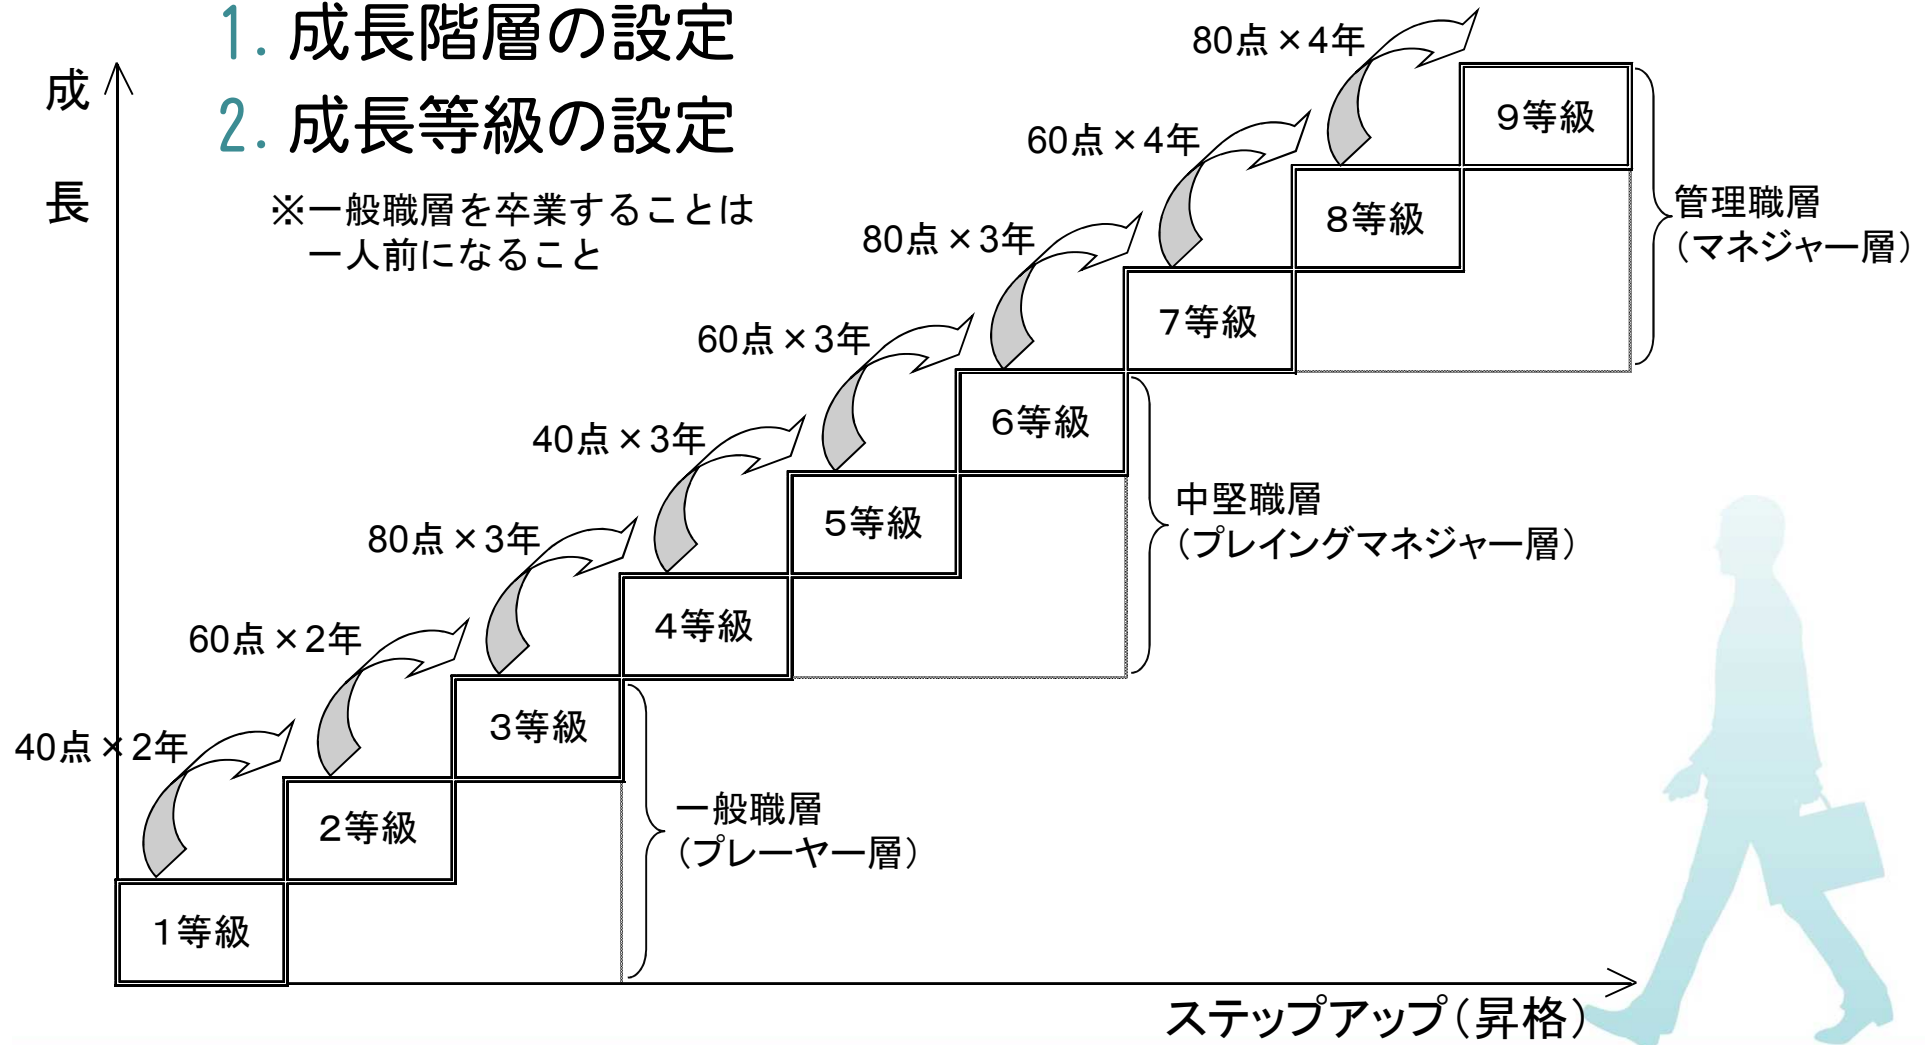 1. 成長階層の設定
2. 成長等級の設定
※一般職層を卒業することは
一人前になること
成
長
80点×4年
60点×4年
80点×3年
60点×3年
40点×3年
80点×3年
60点×2年
40点×2年
9等級
8等級
7等級
6等級
5等級
4等級
3等級
2等級
1等級
管理職層
（マネジャー層）
中堅職層
（プレイングマネジャー層）
一般職層
（プレーヤー層）
ステップアップ（昇格）